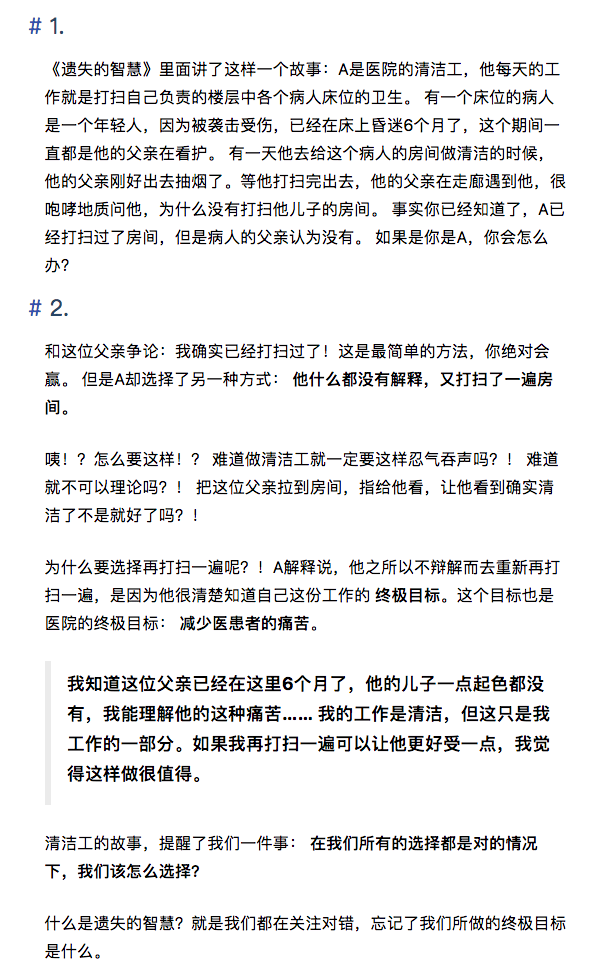 # 1.
《遗失的智慧》里面讲了这样一个故事：A是医院的清洁工，他每天的工
作就是打扫自己负责的楼层中各个病人床位的卫生。 有一个床位的病人
是一个年轻人，因为被袭击受伤，已经在床上昏迷6个月了，这个期间一
直都是他的父亲在看护。 有一天他去给这个病人的房间做清洁的时候，
他的父亲刚好出去抽烟了。等他打扫完出去，他的父亲在走廊遇到他，很
咆哮地质问他，为什么没有打扫他儿子的房间。 事实你已经知道了，A已
经打扫过了房间，但是病人的父亲认为没有。 如果是你是A，你会怎么
办？
# 2.
和这位父亲争论：我确实已经打扫过了！这是最简单的方法，你绝对会
赢。 但是A却选择了另一种方式： 他什么都没有解释，又打扫了一遍房
间。
咦！？怎么要这样！？ 难道做清洁工就一定要这样忍气吞声吗？！ 难道
就不可以理论吗？！ 把这位父亲拉到房间，指给他看，让他看到确实清
洁了不是就好了吗？！
为什么要选择再打扫一遍呢？！A解释说，他之所以不辩解而去重新再打
扫一遍，是因为他很清楚知道自己这份工作的 终极目标。这个目标也是
医院的终极目标： 减少医患者的痛苦。
我知道这位父亲已经在这里6个月了，他的儿子一点起色都没
有，我能理解他的这种痛苦…… 我的工作是清洁，但这只是我
工作的一部分。如果我再打扫一遍可以让他更好受一点，我觉
得这样做很值得。
清洁工的故事，提醒了我们一件事： 在我们所有的选择都是对的情况
下，我们该怎么选择？
什么是遗失的智慧？就是我们都在关注对错，忘记了我们所做的终极目标
是什么。